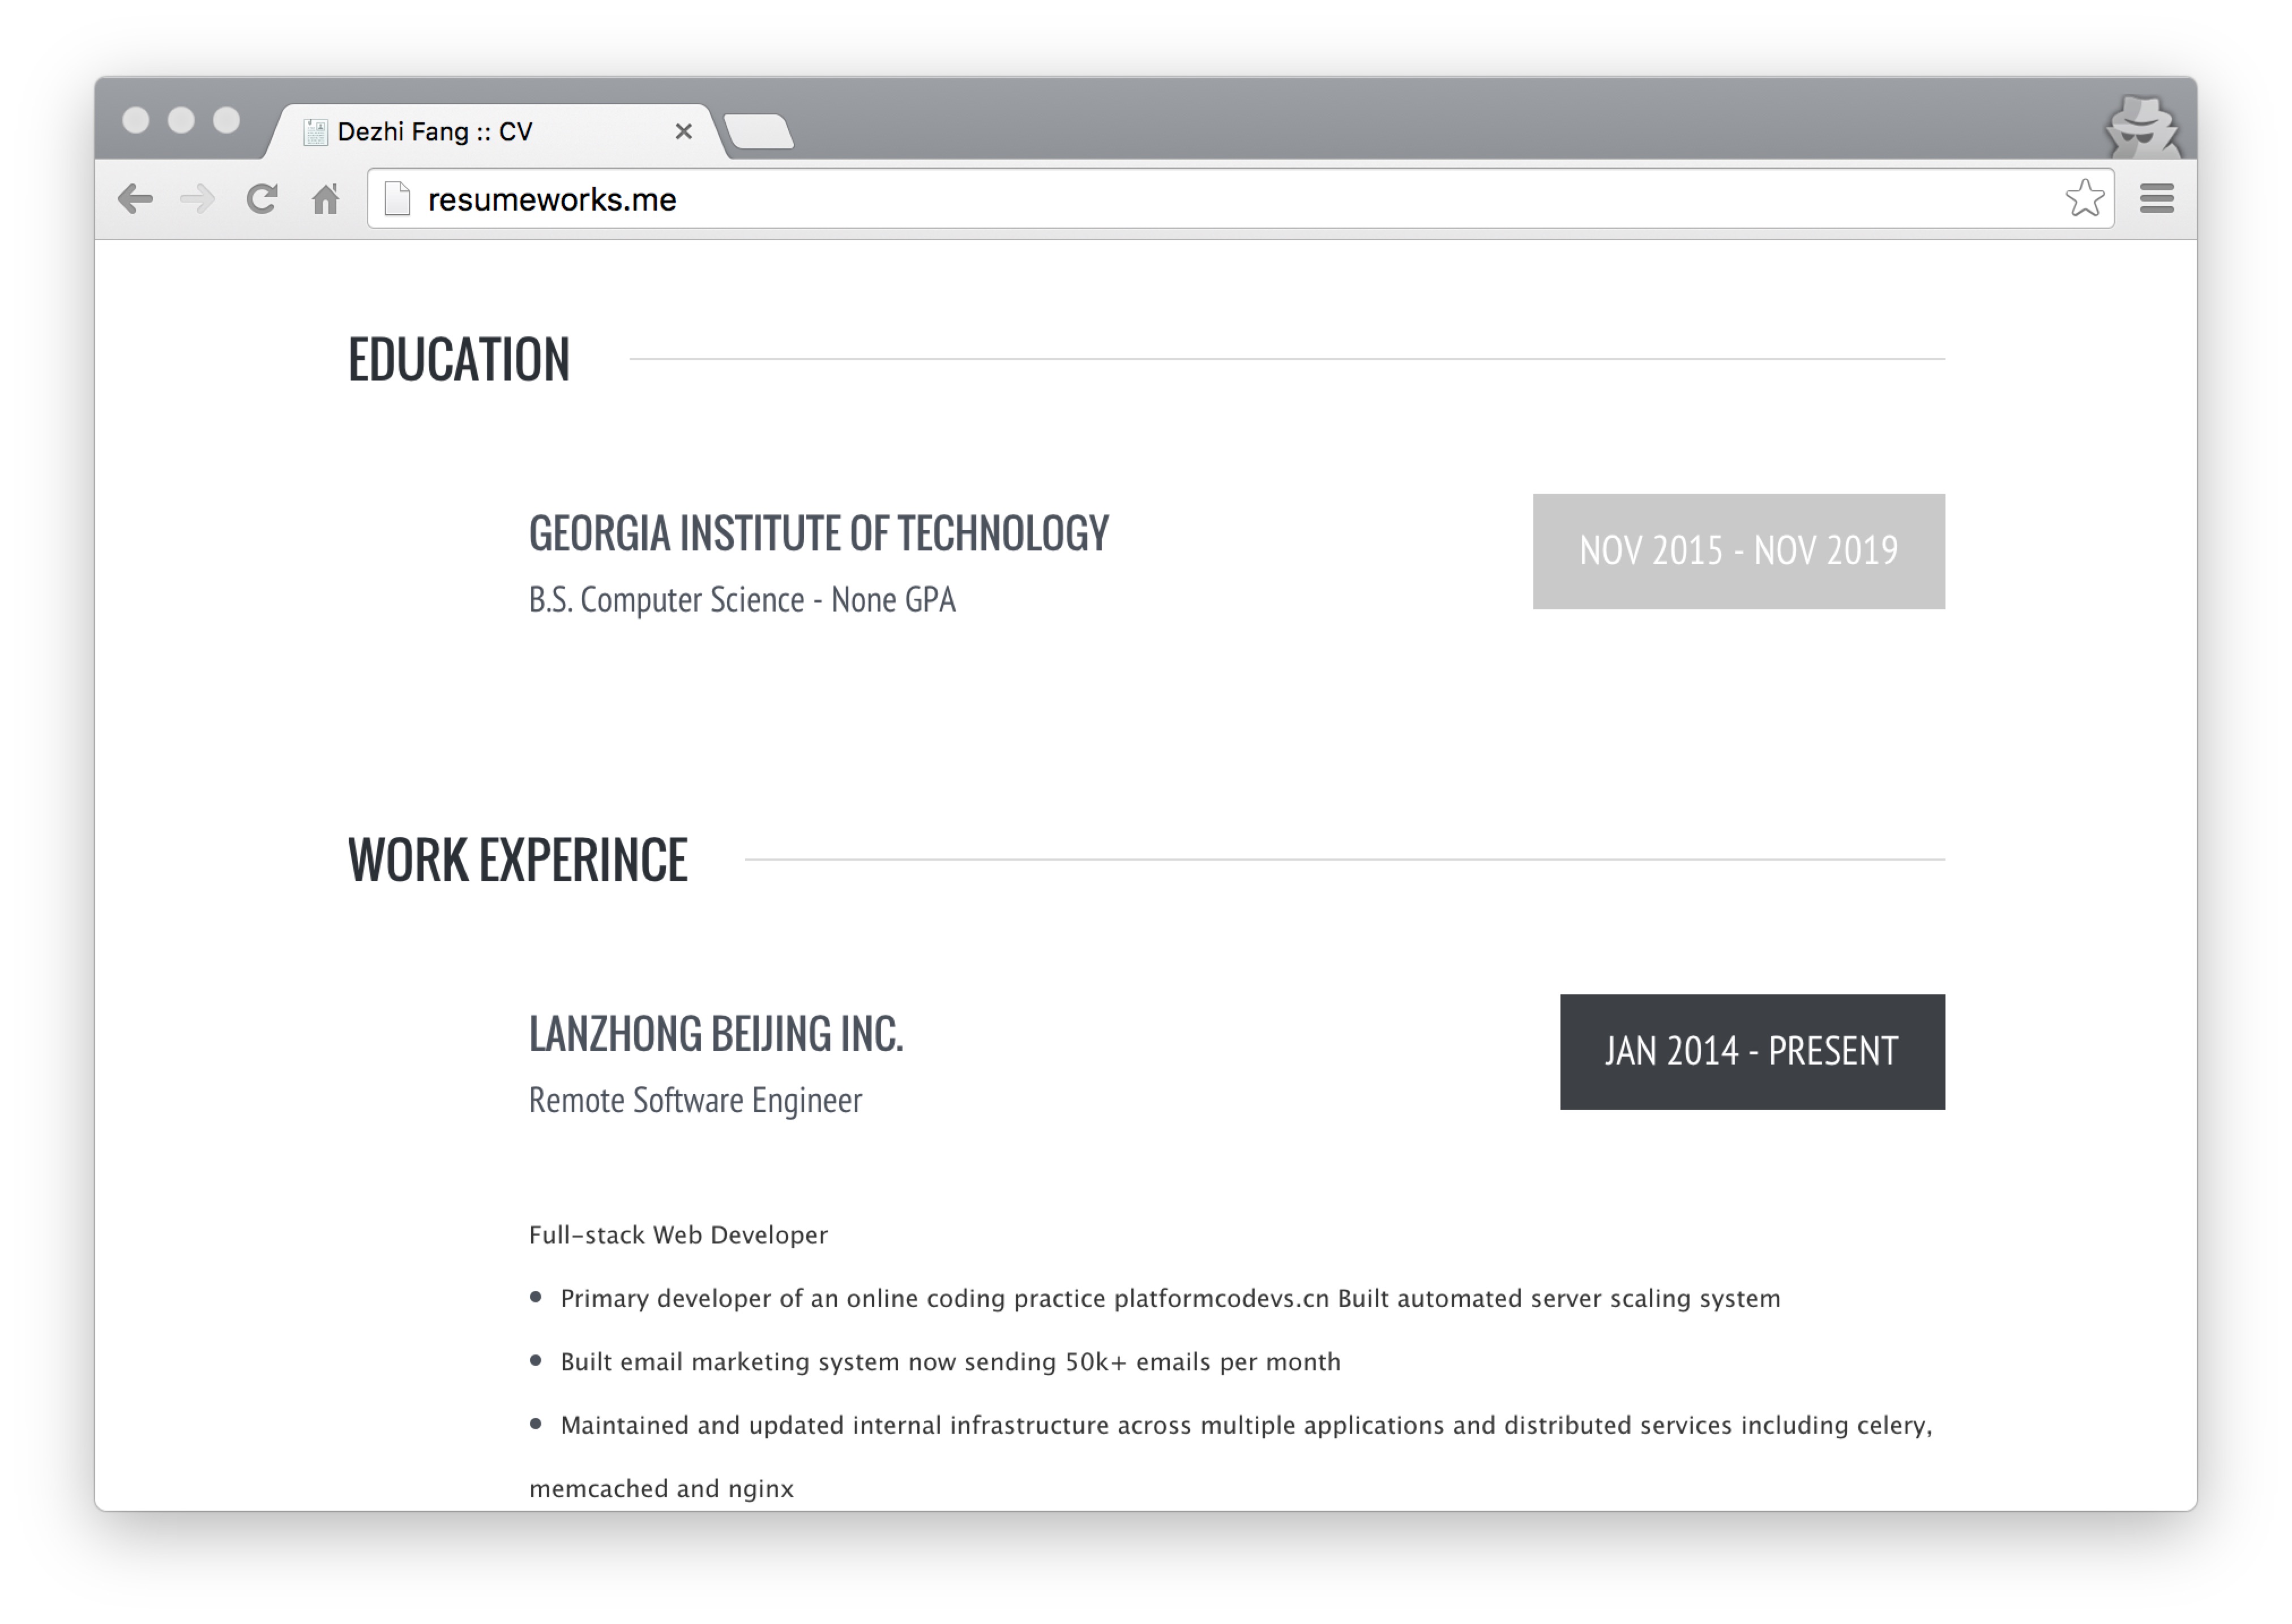 Dezhi Fang :: CV
resumeworks.me
EDUCATION
GEORGIA INSTITUTE OF TECHNOLOGY
NOV 2015 - NOV 2019
B.S. Computer Science - None GPA
WORK EXPERINCE
LANZHONG BEIJING INC.
JAN 2014 - PRESENT
Remote Software Engineer
Full-stack Web Developer
• Primary developer of an online coding practice platformcodevs.cn Built automated server scaling system
• Built email marketing system now sending 50k+ emails per month
• Maintained and updated internal infrastructure across multiple applications and distributed services including celery,
memcached and nginx